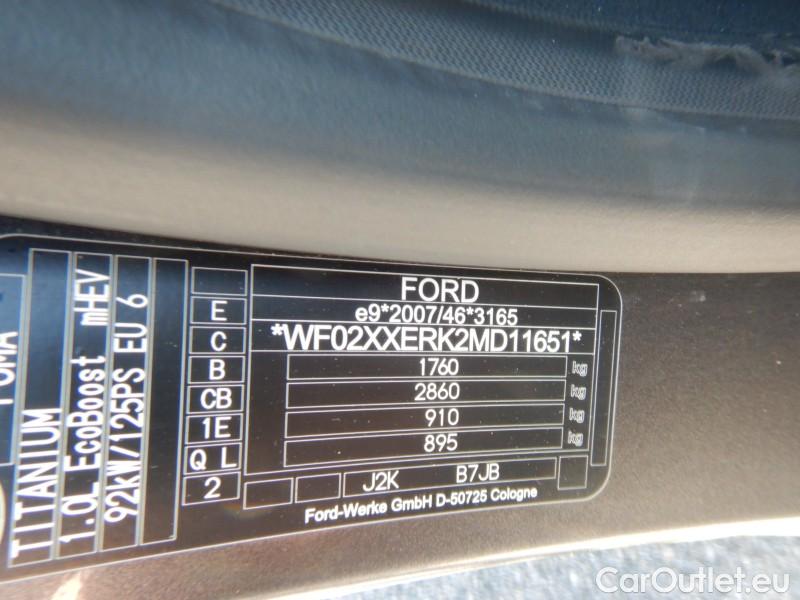 FORD
E e9*2007/46*3165
C *WF02XXERK2MD11651*
B 1760 kg
CB 2860 kg
1E 910 kg
Q L 895 kg
2 J2K B7JB
Ford-Werke GmbH D-50725 Cologne
TITANIUM
1.0L EcoBoost mHEV
92kW/125PS EU 6
CarOutlet.eu